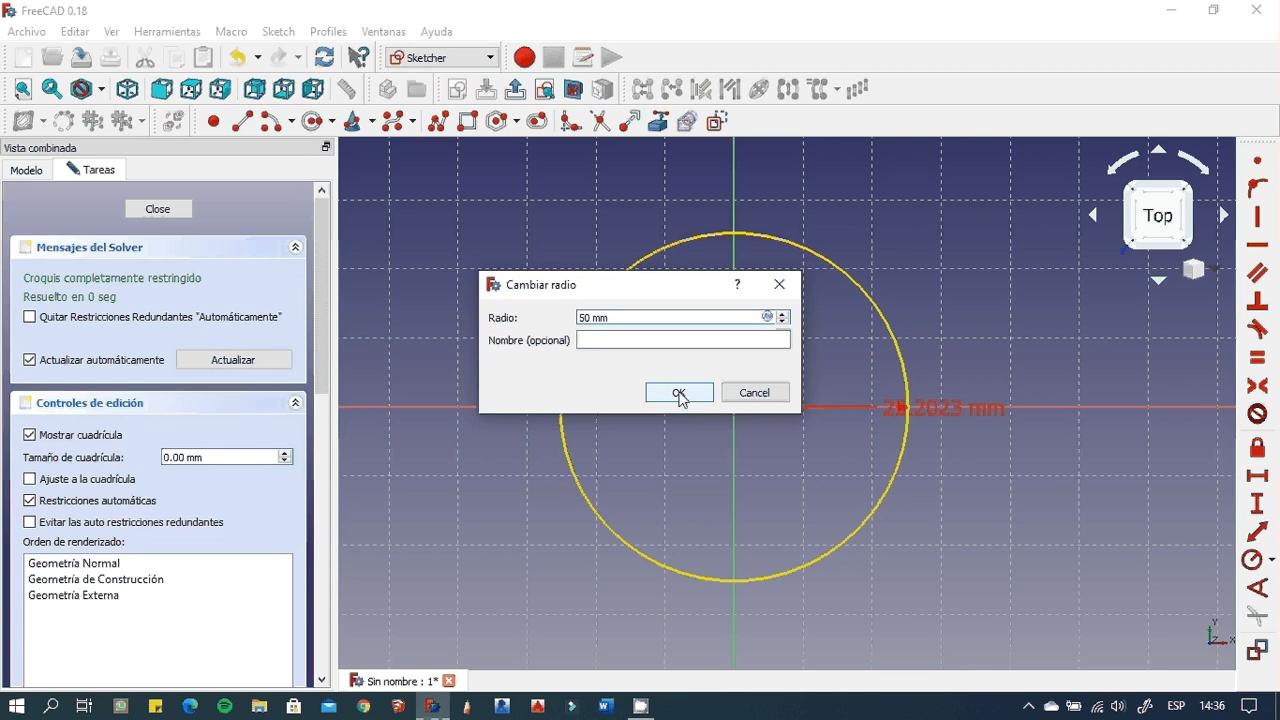 FreeCAD 0.18
Archivo Editar Ver Herramientas Macro Sketch Profiles Ventanas Ayuda
Sketcher
Vista combinada
Modelo Tareas
Close
Mensajes del Solver
Croquis completamente restringido
Resuelto en 0 seg
Quitar Restricciones Redundantes "Automáticamente"
Actualizar automáticamente Actualizar
Controles de edición
Mostrar cuadrícula
Tamaño de cuadrícula: 0.00 mm
Ajuste a la cuadrícula
Restricciones automáticas
Evitar las auto restricciones redundantes
Orden de renderizado:
Geometría Normal
Geometría de Construcción
Geometría Externa
Cambiar radio ?
Radio: 50 mm
Nombre (opcional)
OK Cancel
Top
Y
Z X
Sin nombre : 1*
ESP 14:36